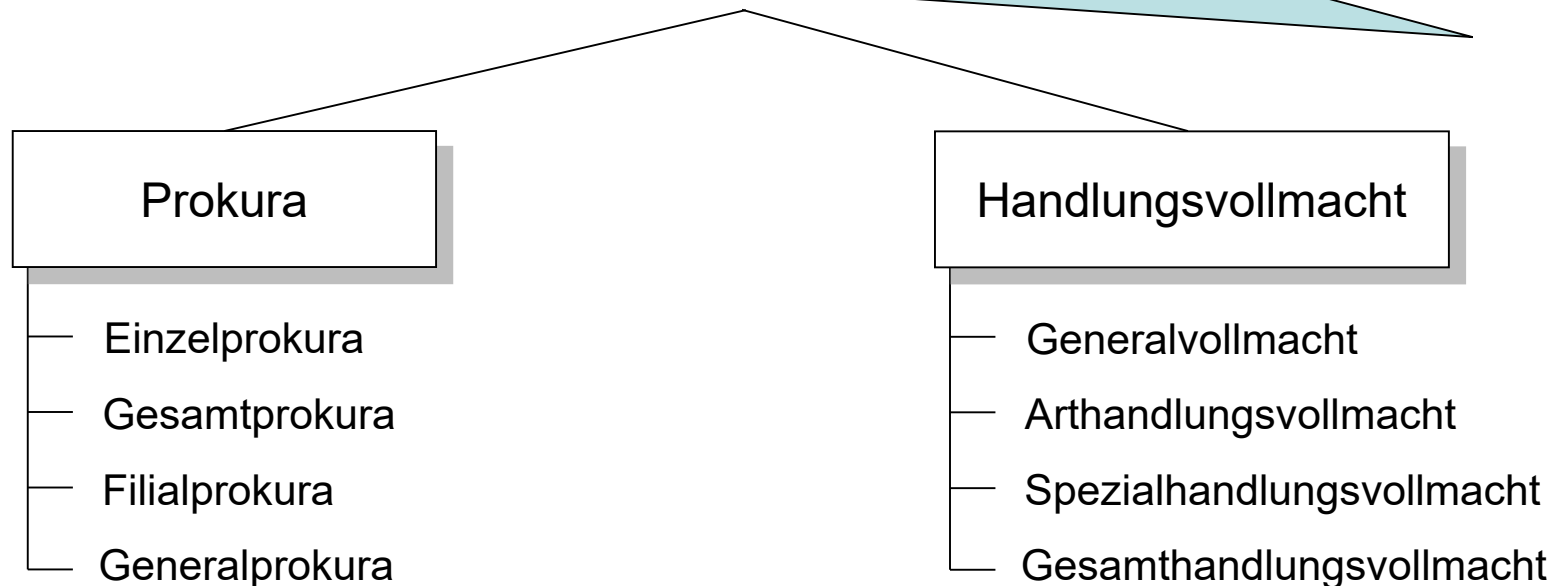 Prokura
Einzelprokura
Gesamtprokura
Filialprokura
Generalprokura
Handlungsvollmacht
Generalvollmacht
Arthandlungsvollmacht
Spezialhandlungsvollmacht
Gesamthandlungsvollmacht